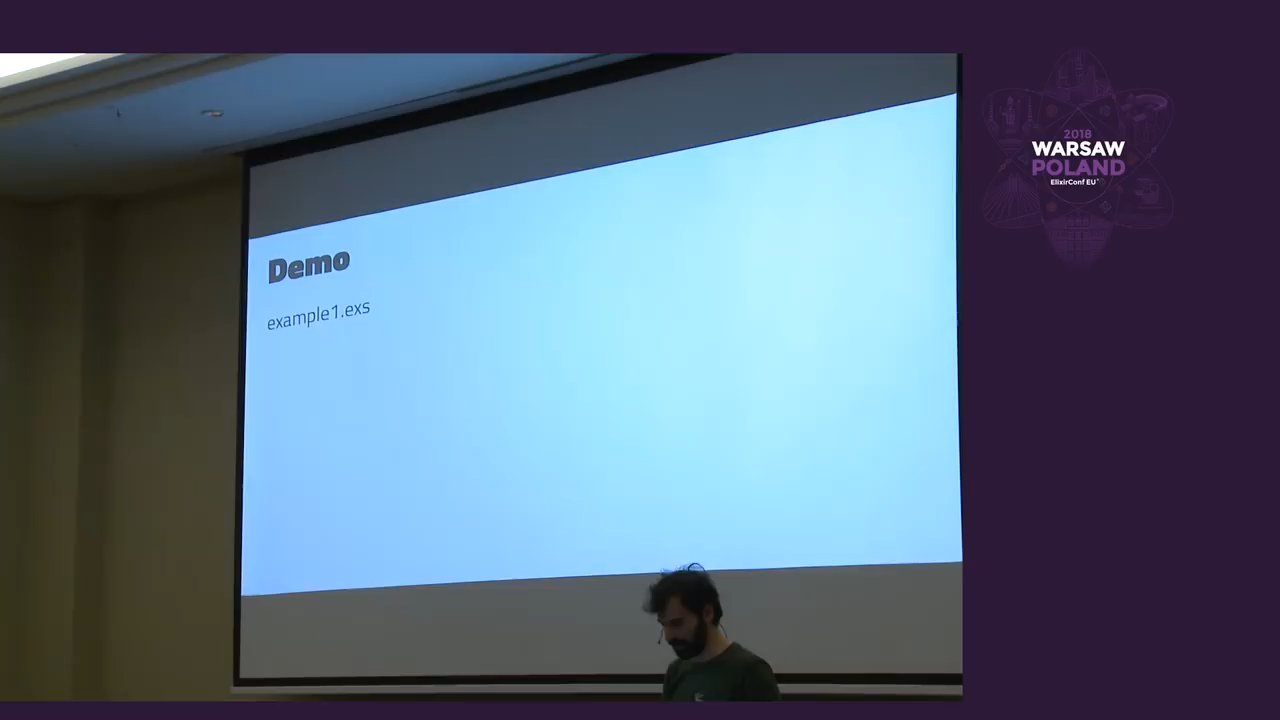 Demo
example1.exs
2018
WARSAW
POLAND
ElixirConf EU